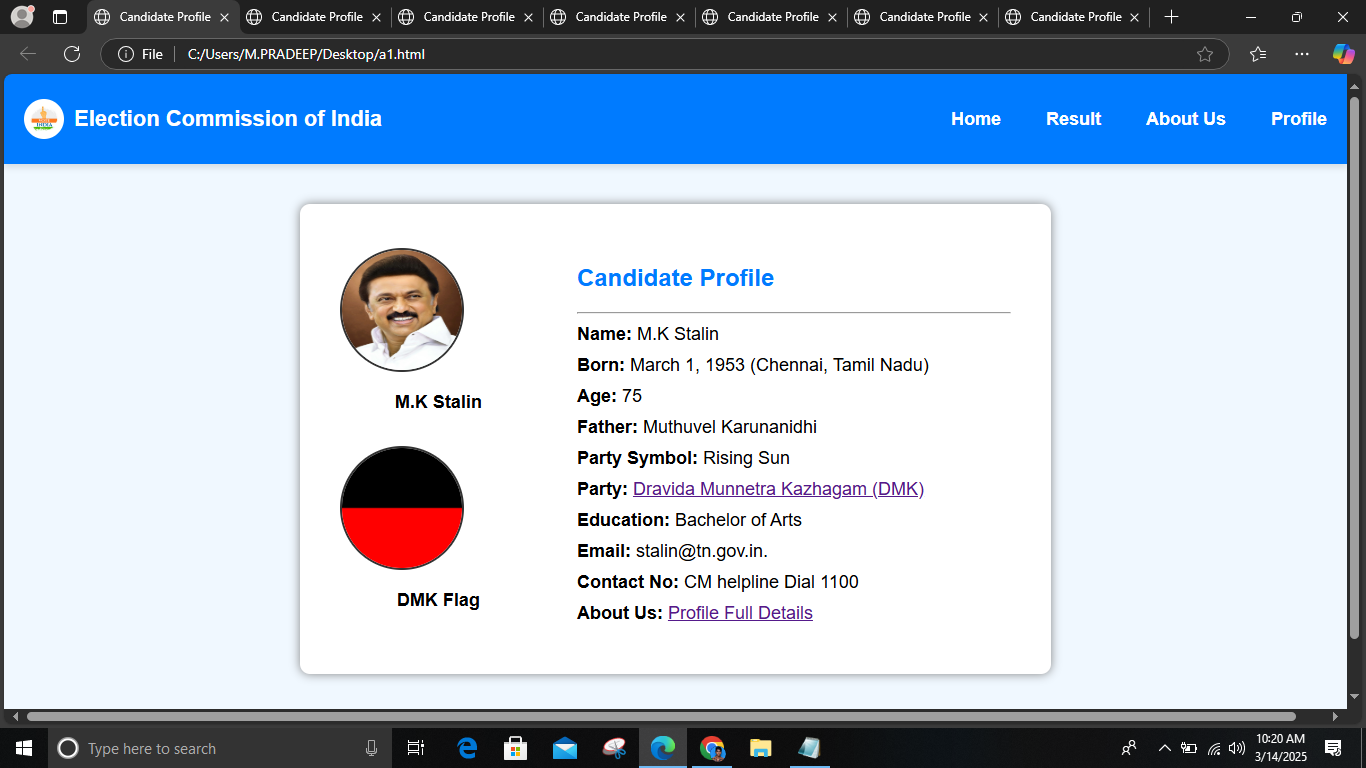 Candidate Profile
Candidate Profile
Candidate Profile
Candidate Profile
Candidate Profile
Candidate Profile
Candidate Profile
File
C:/Users/M.PRADEEP/Desktop/a1.html
INDIA
Election Commission of India
Home
Result
About Us
Profile
M.K Stalin
DMK Flag
Candidate Profile
Name: M.K Stalin
Born: March 1, 1953 (Chennai, Tamil Nadu)
Age: 75
Father: Muthuvel Karunanidhi
Party Symbol: Rising Sun
Party: Dravida Munnetra Kazhagam (DMK)
Education: Bachelor of Arts
Email: stalin@tn.gov.in.
Contact No: CM helpline Dial 1100
About Us: Profile Full Details
Type here to search
10:20 AM
3/14/2025